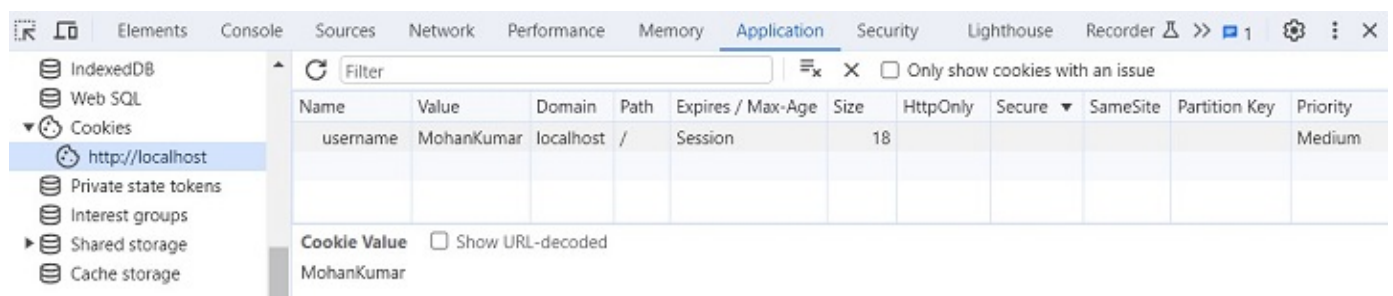 Elements Console Sources Network Performance Memory Application Security Lighthouse Recorder 1
IndexedDB
Web SQL
Cookies
http://localhost
Private state tokens
Interest groups
Shared storage
Cache storage
Filter Only show cookies with an issue
Name Value Domain Path Expires / Max-Age Size HttpOnly Secure SameSite Partition Key Priority
username MohanKumar localhost / Session 18 Medium
Cookie Value Show URL-decoded
MohanKumar